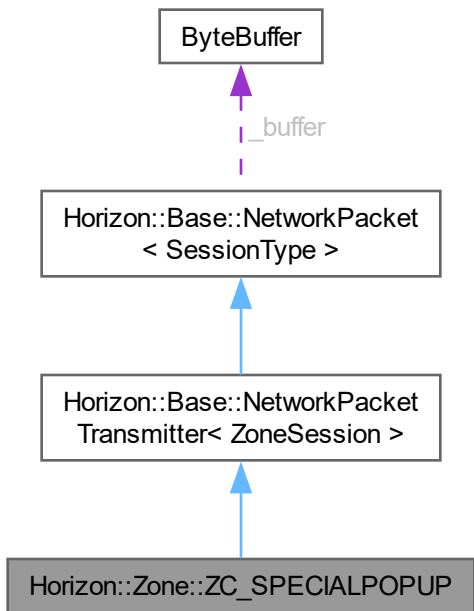 ByteBuffer
_buffer
Horizon::Base::NetworkPacket
< SessionType >
Horizon::Base::NetworkPacket
Transmitter< ZoneSession >
Horizon::Zone::ZC_SPECIALPOPUP